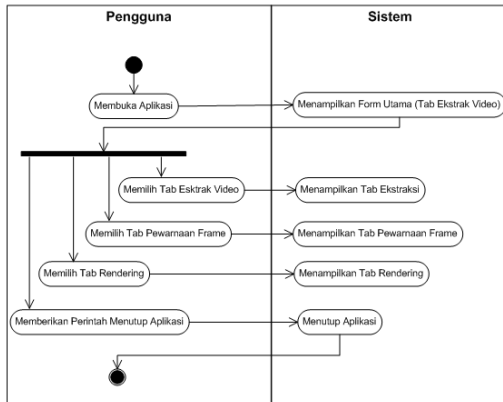 Pengguna
Sistem
Membuka Aplikasi
Menampilkan Form Utama (Tab Ekstrak Video)
Memilih Tab Esktrak Video
Menampilkan Tab Ekstraksi
Memilih Tab Pewarnaan Frame
Menampilkan Tab Pewarnaan Frame
Memilih Tab Rendering
Menampilkan Tab Rendering
Memberikan Perintah Menutup Aplikasi
Menutup Aplikasi